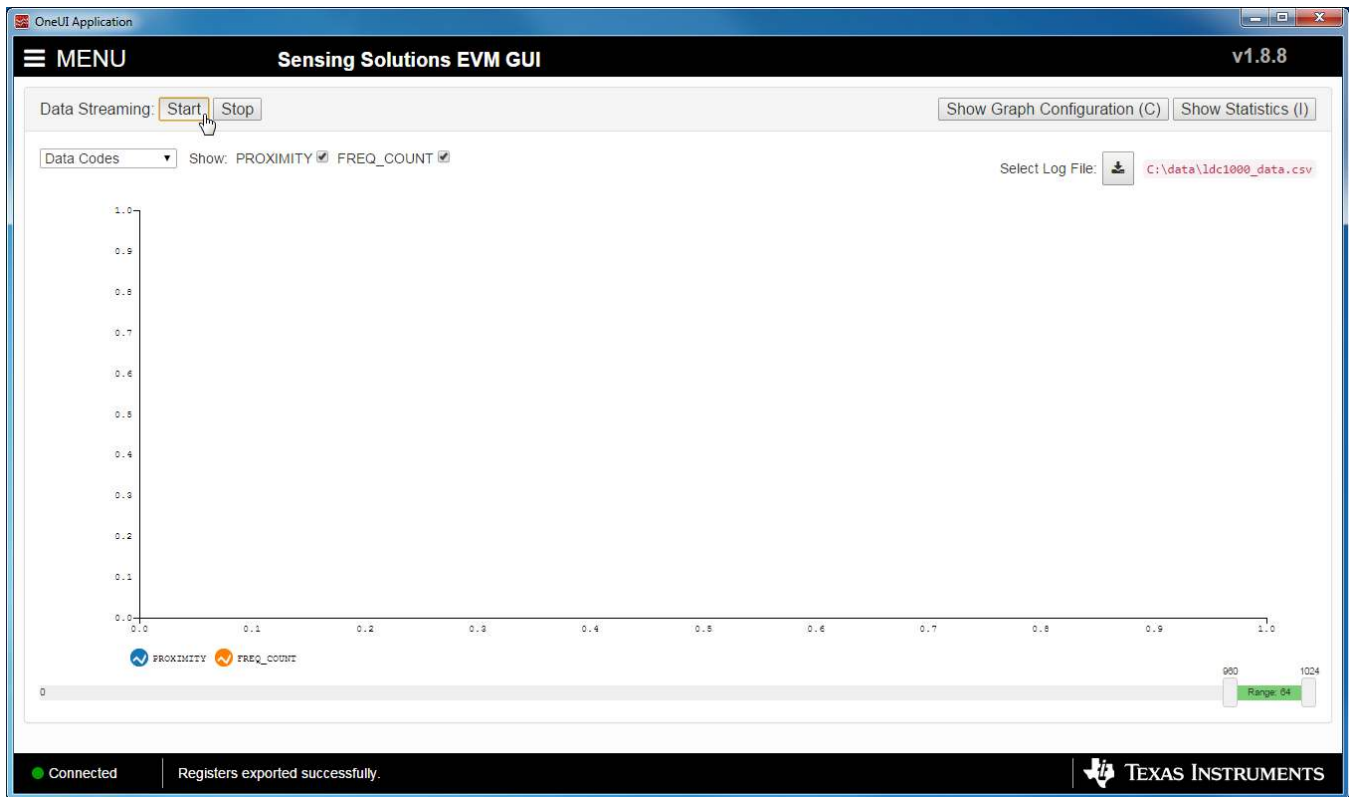 OneUI Application
MENU Sensing Solutions EVM GUI v1.8.8
Data Streaming: Start Stop Show Graph Configuration (C) Show Statistics (I)
Data Codes Show: PROXIMITY FREQ_COUNT
Select Log File: C:\data\ldc1000_data.csv
1.0
0.9
0.8
0.7
0.6
0.5
0.4
0.3
0.2
0.1
0.0
0.0 0.1 0.2 0.3 0.4 0.5 0.6 0.7 0.8 0.9 1.0
PROXIMITY FREQ_COUNT
960 1024
0 Range: 64
Connected Registers exported successfully. TEXAS INSTRUMENTS